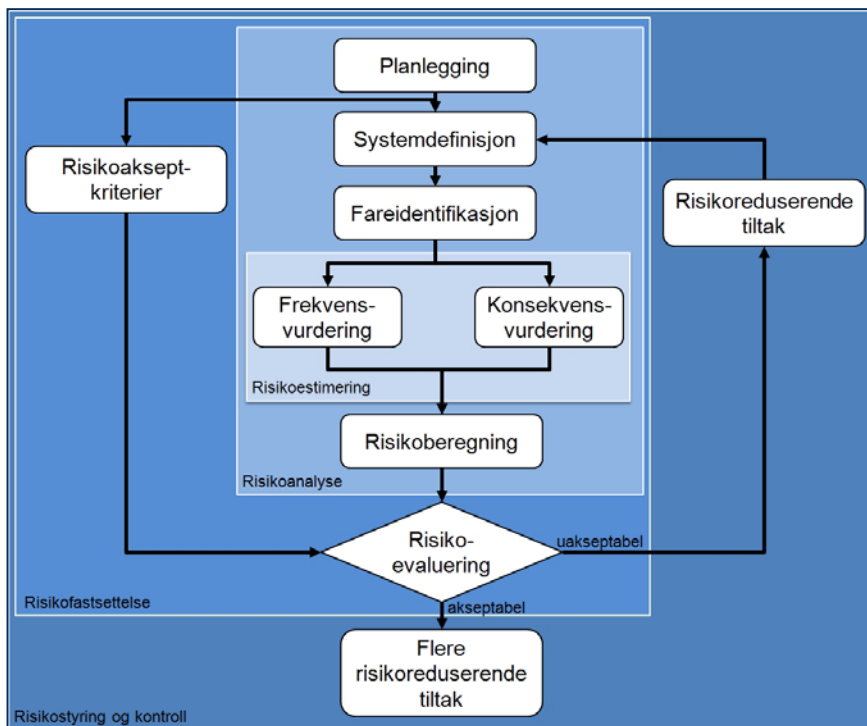 Planlegging
Systemdefinisjon
Risikoaksept-
kriterier
Fareidentifikasjon
Risikoreduserende
tiltak
Frekvens-
vurdering
Konsekvens-
vurdering
Risikoestimering
Risikoberegning
Risikoanalyse
Risiko-
evaluering
uakseptabel
Risikofastsettelse
akseptabel
Flere
risikoreduserende
tiltak
Risikostyring og kontroll